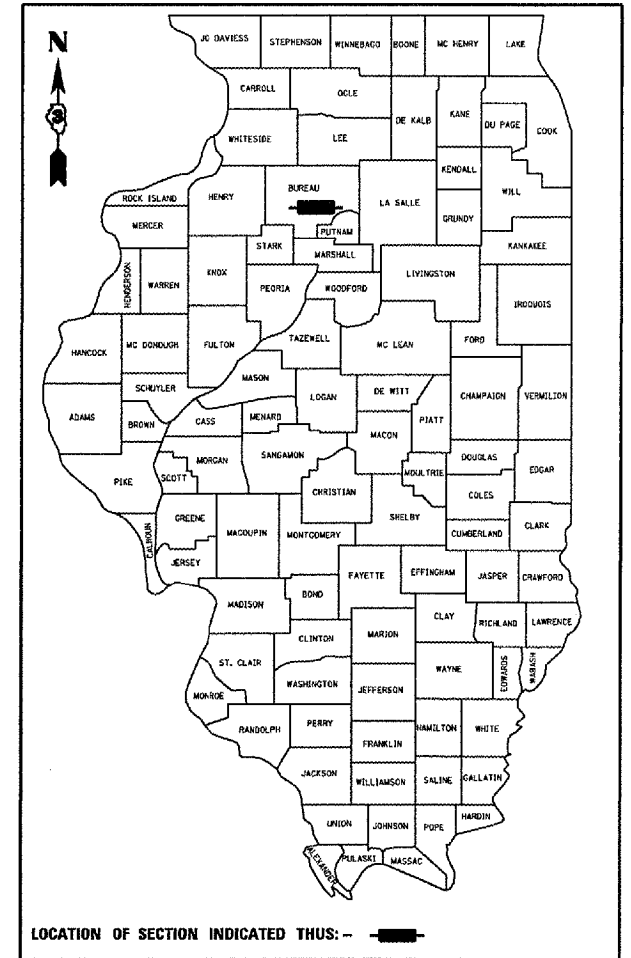 N
JO DAVIESS STEPHENSON WINNEBAGO BOONE MC HENRY LAKE
CARROLL OGLE DE KALB KANE DU PAGE COOK
WHITESIDE LEE KENDALL WILL
ROCK ISLAND HENRY BUREAU LA SALLE GRUNDY
MERCER STARK PUTNAM KANKAKEE
HENDERSON WARREN KNOX PEORIA MARSHALL LIVINGSTON IROQUOIS
WOODFORD
HANCOCK MC DONOUGH FULTON TAZEWELL MC LEAN FORD
SCHUYLER MASON LOGAN DE WITT CHAMPAIGN VERMILION
ADAMS BROWN CASS MENARD MACON PIATT
PIKE SCOTT MORGAN SANGAMON CHRISTIAN MOULTRIE DOUGLAS EDGAR
COLES
CALHOUN GREENE MACOUPIN MONTGOMERY SHELBY CUMBERLAND CLARK
JERSEY FAYETTE EFFINGHAM JASPER CRAWFORD
MADISON BOND CLAY RICHLAND LAWRENCE
CLINTON MARION
ST. CLAIR WASHINGTON JEFFERSON WAYNE EDWARDS WABASH
MONROE
RANDOLPH PERRY FRANKLIN HAMILTON WHITE
JACKSON WILLIAMSON SALINE GALLATIN
UNION JOHNSON POPE HARDIN
ALEXANDER PULASKI MASSAC
LOCATION OF SECTION INDICATED THUS: –